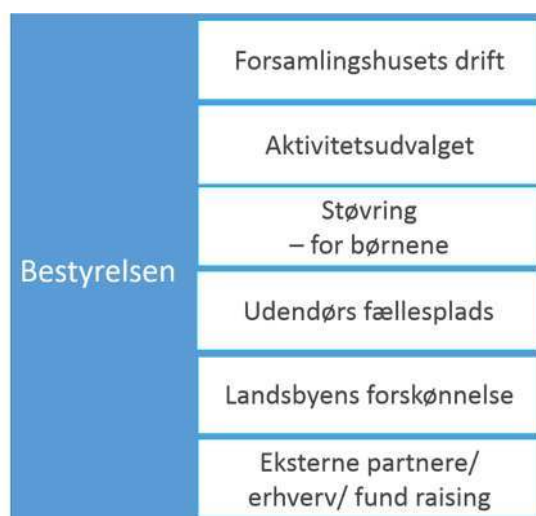 Bestyrelsen
Forsamlingshusets drift
Aktivitetsudvalget
Støvring
– for børnene
Udendørs fællesplads
Landsbyens forskønnelse
Eksterne partnere/
erhverv/ fund raising